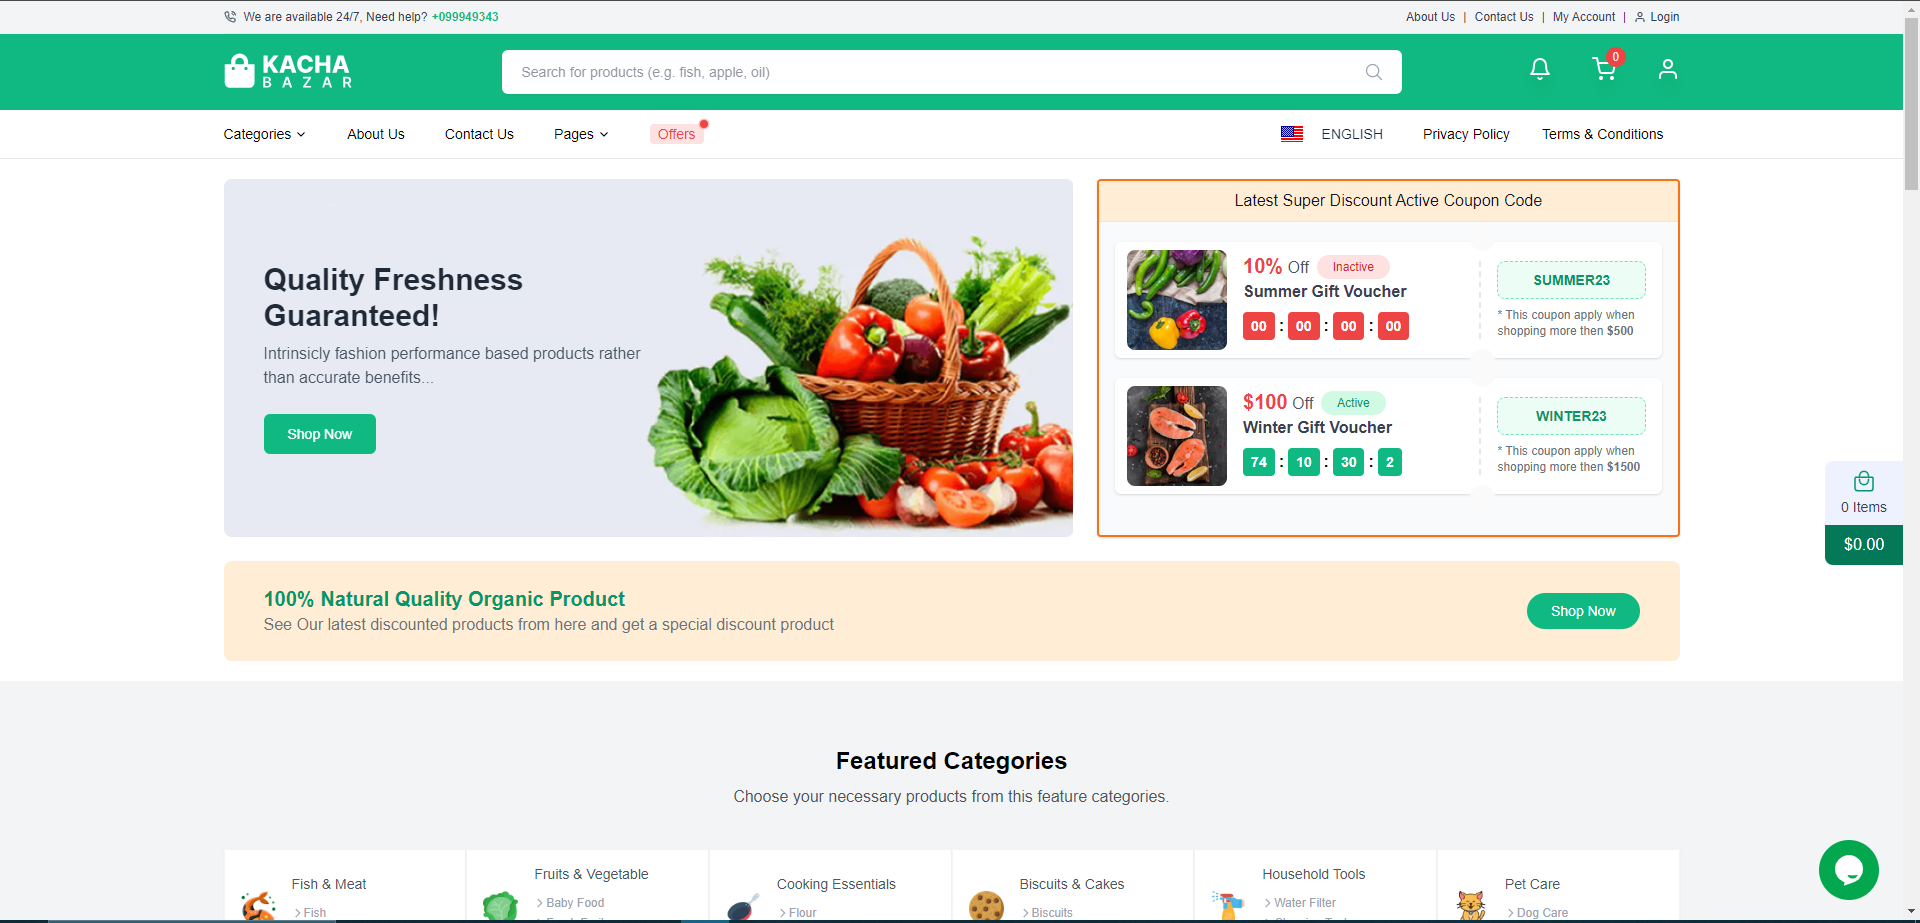 We are available 24/7, Need help? +099949343
About Us | Contact Us | My Account | Login
KACHA
BAZAR
Search for products (e.g. fish, apple, oil)
0
Categories
About Us
Contact Us
Pages
Offers
ENGLISH
Privacy Policy
Terms & Conditions
Quality Freshness
Guaranteed!
Intrinsicly fashion performance based products rather
than accurate benefits...
Shop Now
Latest Super Discount Active Coupon Code
10% Off Inactive
Summer Gift Voucher
00 : 00 : 00 : 00
SUMMER23
* This coupon apply when
shopping more then $500
$100 Off Active
Winter Gift Voucher
74 : 10 : 30 : 2
WINTER23
* This coupon apply when
shopping more then $1500
0 Items
$0.00
100% Natural Quality Organic Product
See Our latest discounted products from here and get a special discount product
Shop Now
Featured Categories
Choose your necessary products from this feature categories.
Fish & Meat
Fish
Fruits & Vegetable
Baby Food
Cooking Essentials
Flour
Biscuits & Cakes
Biscuits
Household Tools
Water Filter
Pet Care
Dog Care